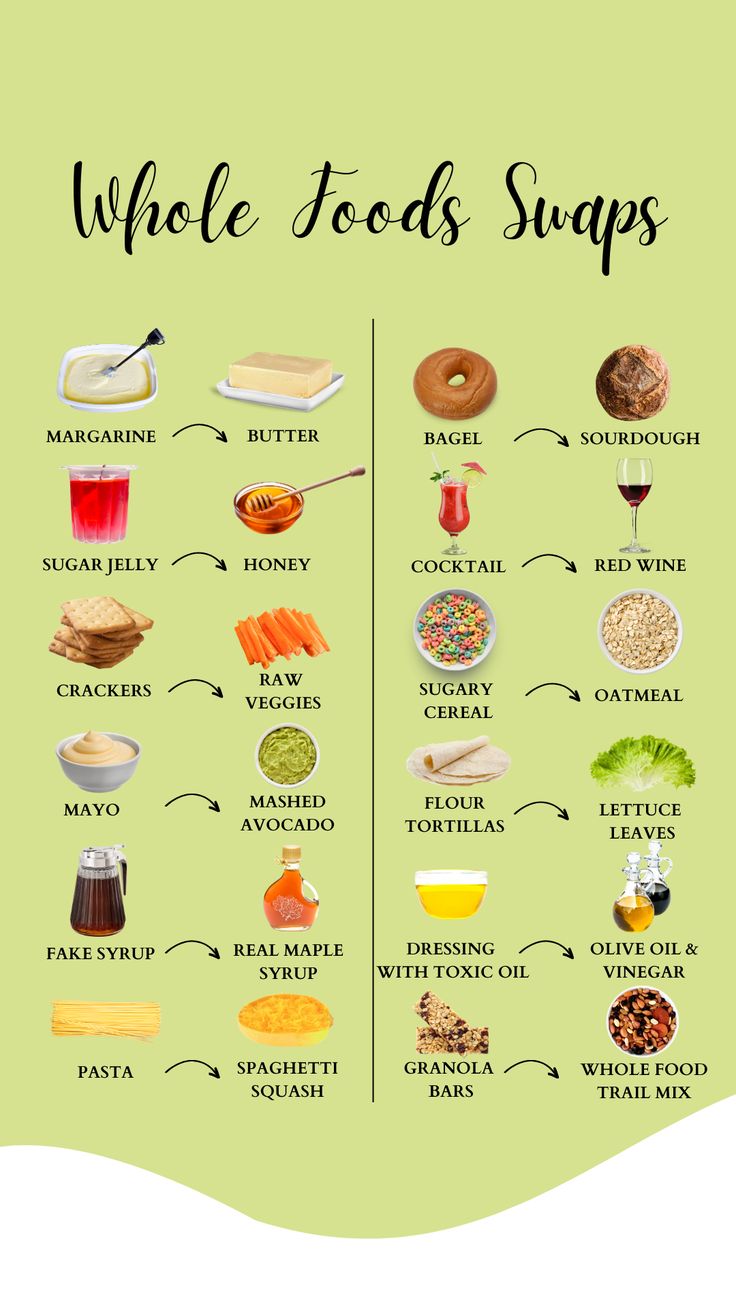 Whole Foods Swaps
MARGARINE
BUTTER
SUGAR JELLY
HONEY
CRACKERS
RAW
VEGGIES
MAYO
MASHED
AVOCADO
FAKE SYRUP
REAL MAPLE
SYRUP
PASTA
SPAGHETTI
SQUASH
BAGEL
SOURDOUGH
COCKTAIL
RED WINE
SUGARY
CEREAL
OATMEAL
FLOUR
TORTILLAS
LETTUCE
LEAVES
DRESSING
WITH TOXIC OIL
OLIVE OIL &
VINEGAR
GRANOLA
BARS
WHOLE FOOD
TRAIL MIX